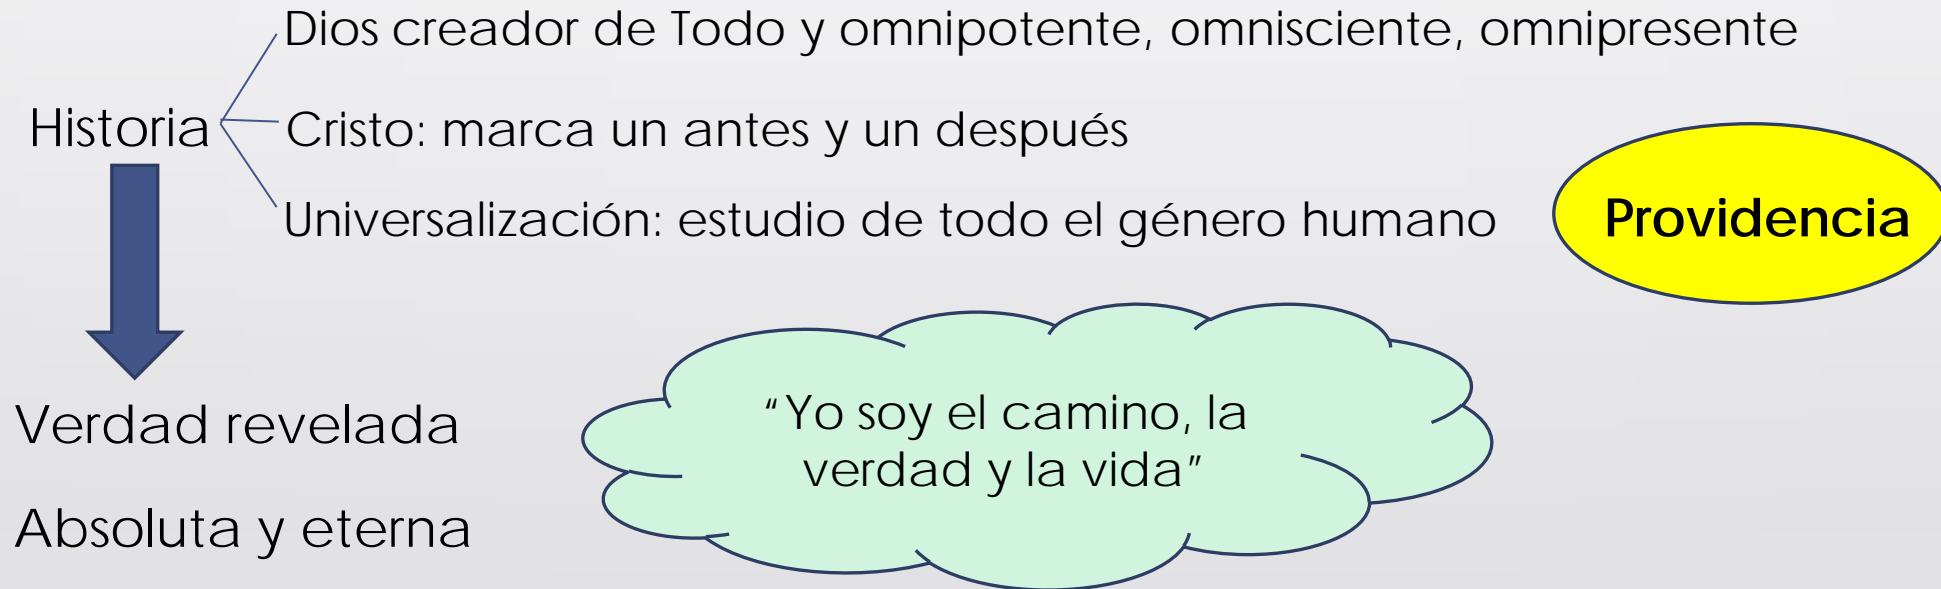 Dios creador de Todo y omnipotente, omnisciente, omnipresente
Historia
Cristo: marca un antes y un después
Universalización: estudio de todo el género humano
Providencia
"Yo soy el camino, la
verdad y la vida"
Verdad revelada
Absoluta y eterna